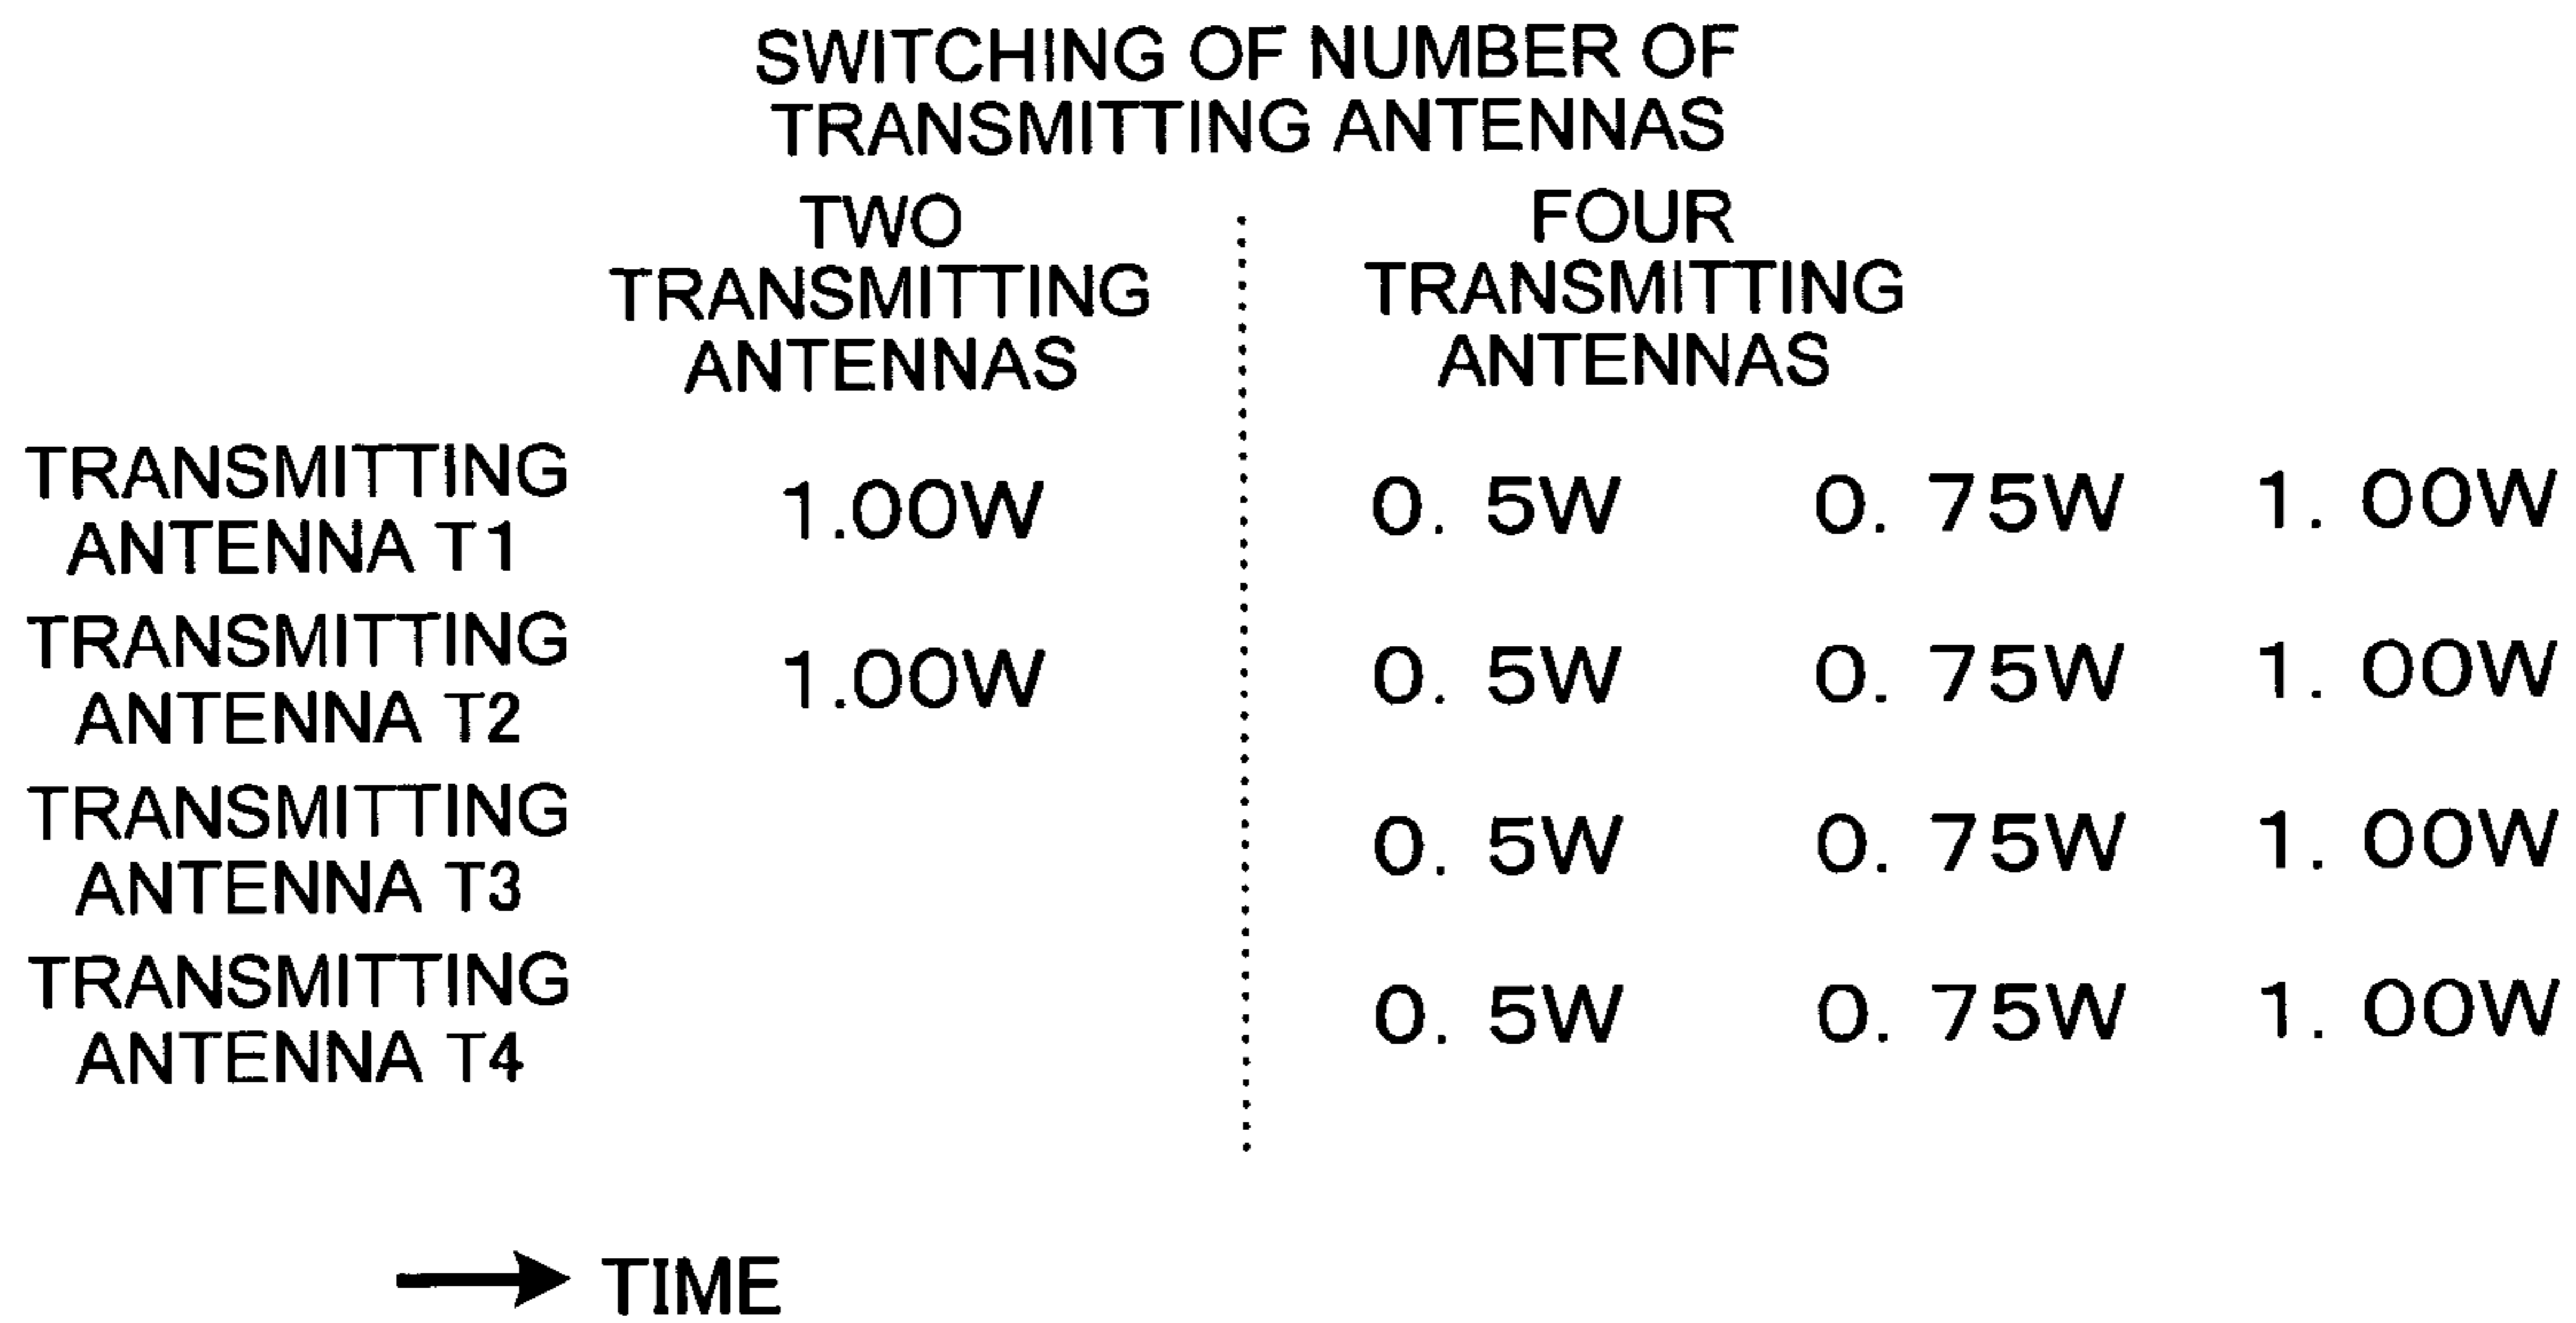 SWITCHING OF NUMBER OF
TRANSMITTING ANTENNAS
TWO
TRANSMITTING
ANTENNAS
FOUR
TRANSMITTING
ANTENNAS
TRANSMITTING
ANTENNA T1
1.00W 0. 5W 0. 75W 1. 00W
TRANSMITTING
ANTENNA T2
1.00W 0. 5W 0. 75W 1. 00W
TRANSMITTING
ANTENNA T3
0. 5W 0. 75W 1. 00W
TRANSMITTING
ANTENNA T4
0. 5W 0. 75W 1. 00W
TIME